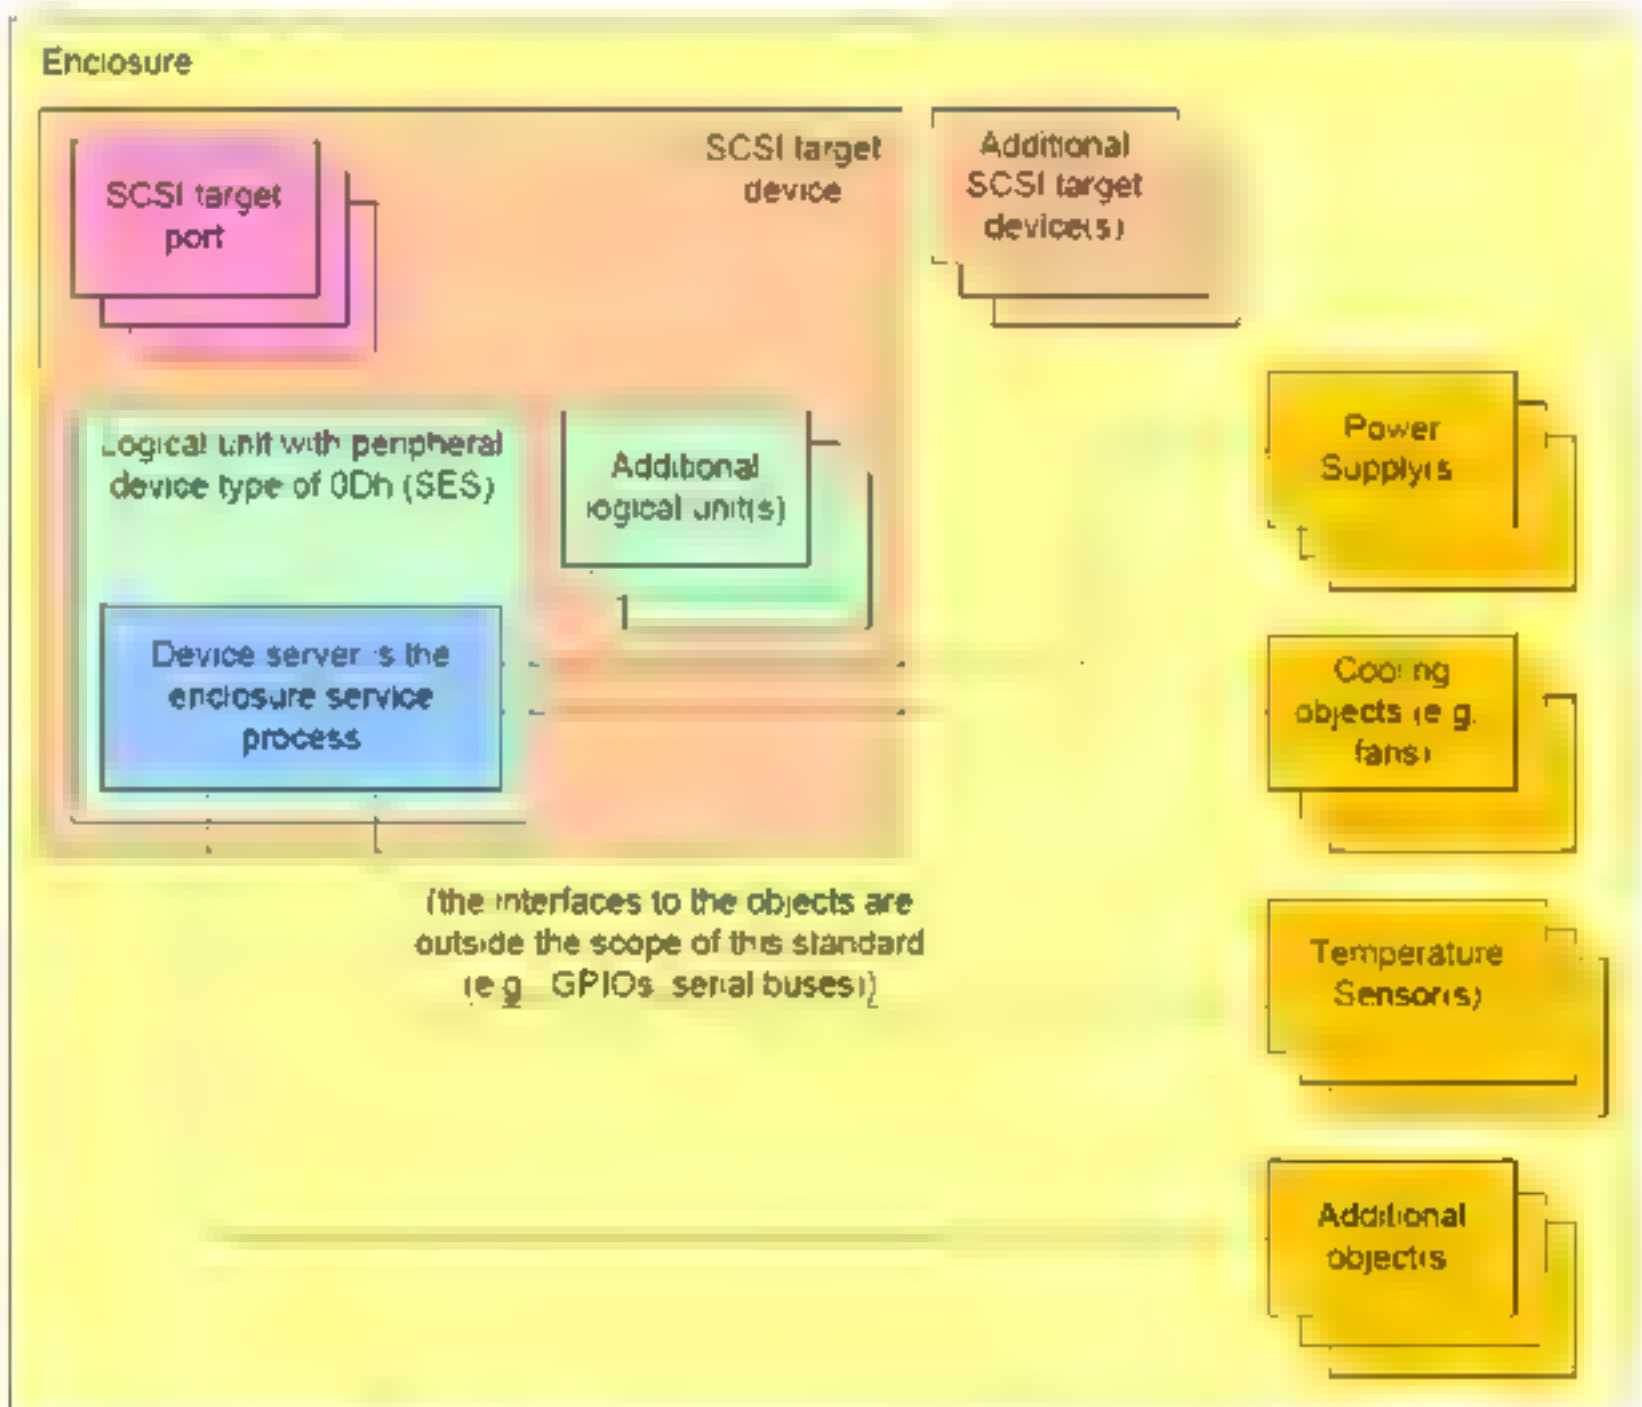 Enclosure
SCSI target
port
SCSI target
device
Additional
SCSI target
device(s)
Logical unit with peripheral
device type of 0Dh (SES)
Additional
logical unit(s)
Device server is the
enclosure service
process
(the interfaces to the objects are
outside the scope of this standard
(e.g., GPIOs, serial buses))
Power
Supply(s
Cooling
objects (e.g.
fans)
Temperature
Sensor(s)
Additional
object(s